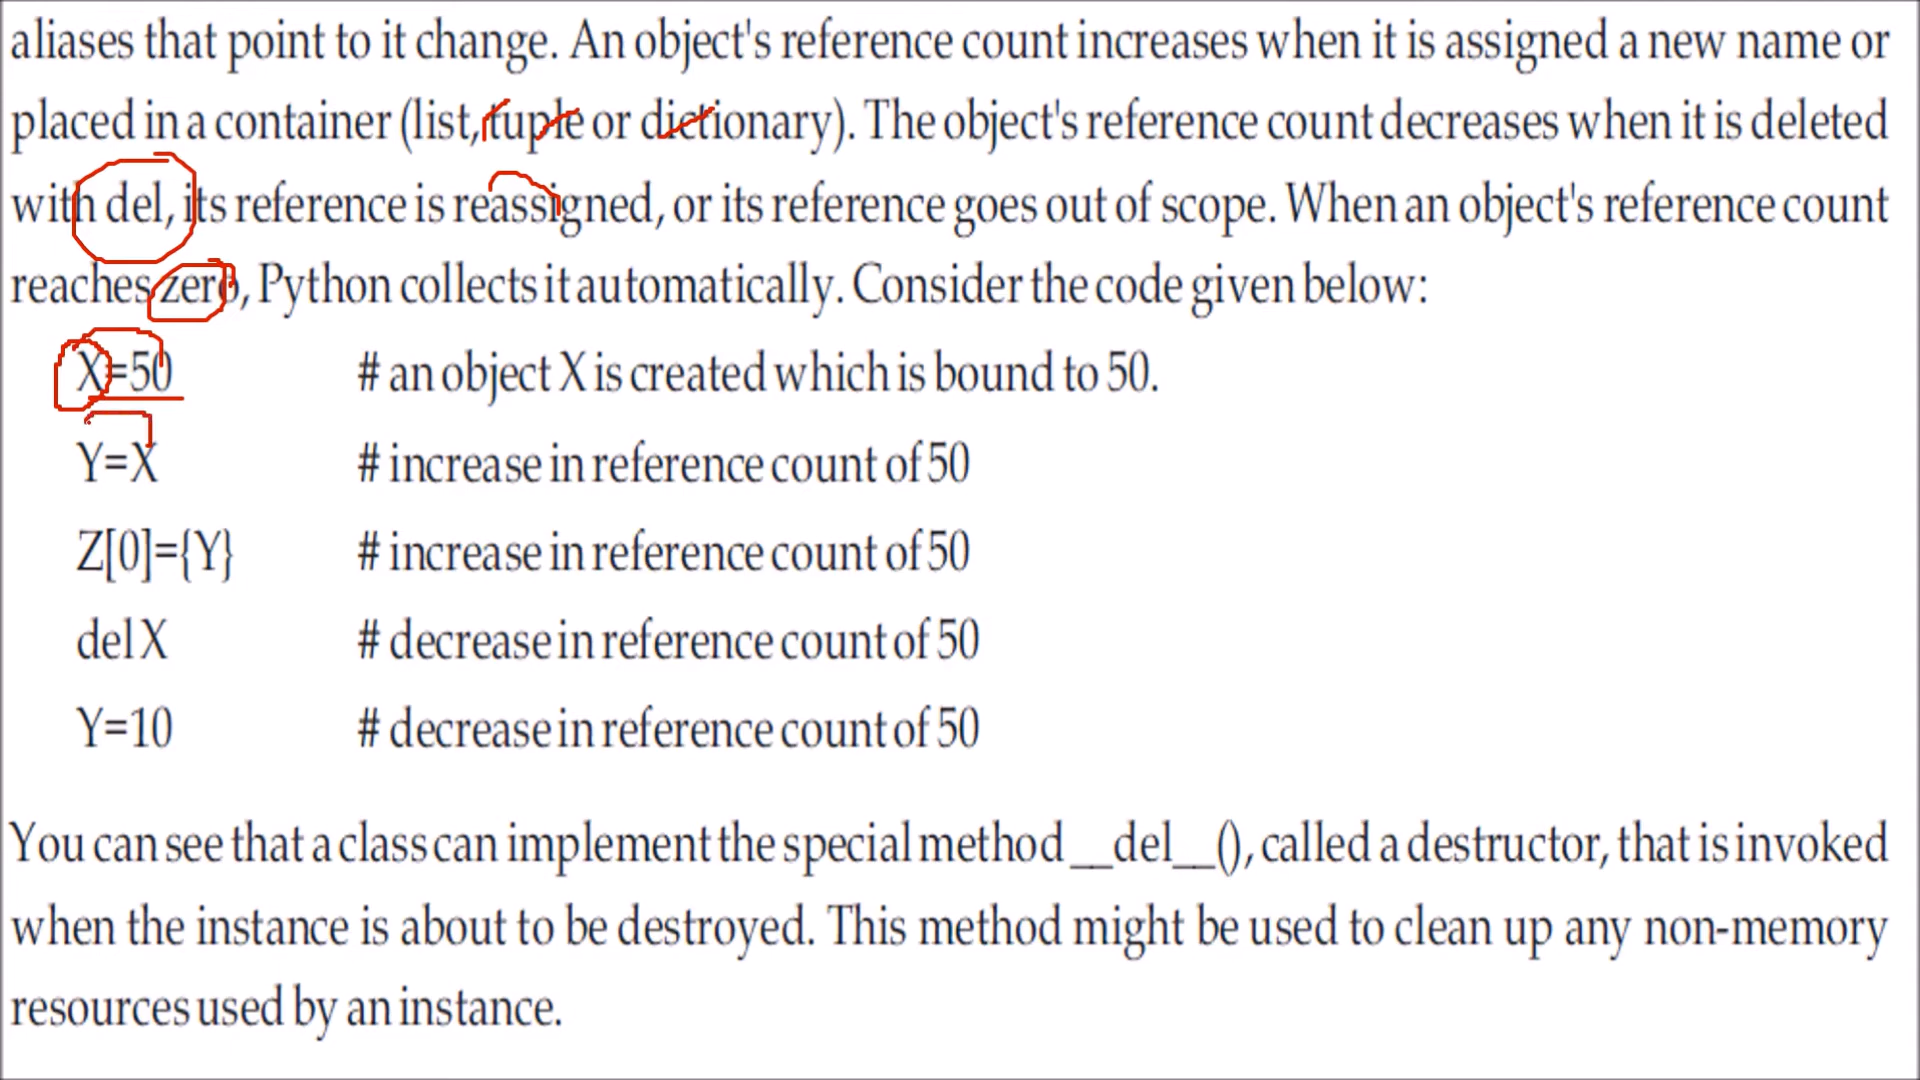 aliases that point to it change. An object's reference count increases when it is assigned a new name or
placed in a container (list, tuple or dictionary). The object's reference count decreases when it is deleted
with del, its reference is reassigned, or its reference goes out of scope. When an object's reference count
reaches zero, Python collects it automatically. Consider the code given below:
X=50 # an object X is created which is bound to 50.
Y=X # increase in reference count of 50
Z[0]={Y} # increase in reference count of 50
del X # decrease in reference count of 50
Y=10 # decrease in reference count of 50
You can see that a class can implement the special method __del__(), called a destructor, that is invoked
when the instance is about to be destroyed. This method might be used to clean up any non-memory
resources used by an instance.